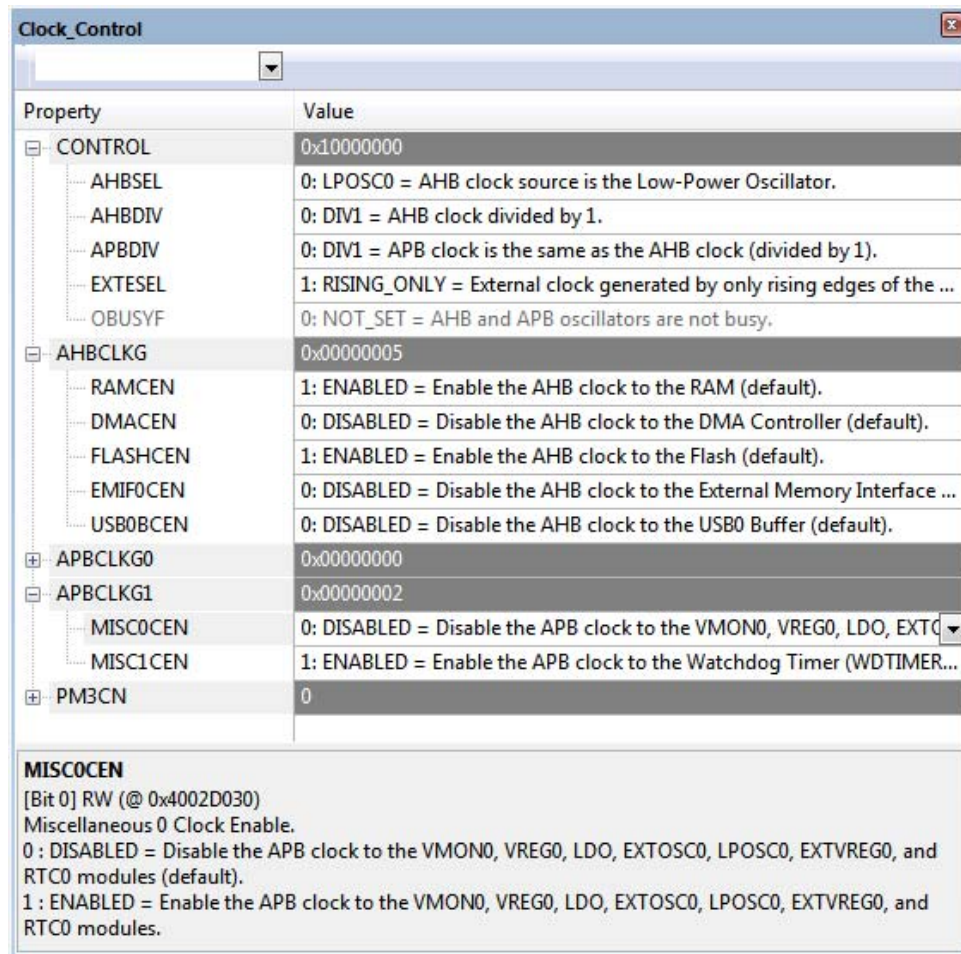 Clock_Control
Property Value
CONTROL 0x10000000
AHBSEL 0: LPOSC0 = AHB clock source is the Low-Power Oscillator.
AHBDIV 0: DIV1 = AHB clock divided by 1.
APBDIV 0: DIV1 = APB clock is the same as the AHB clock (divided by 1).
EXTESEL 1: RISING_ONLY = External clock generated by only rising edges of the ...
OBUSYF 0: NOT_SET = AHB and APB oscillators are not busy.
AHBCLKG 0x00000005
RAMCEN 1: ENABLED = Enable the AHB clock to the RAM (default).
DMACEN 0: DISABLED = Disable the AHB clock to the DMA Controller (default).
FLASHCEN 1: ENABLED = Enable the AHB clock to the Flash (default).
EMIF0CEN 0: DISABLED = Disable the AHB clock to the External Memory Interface ...
USB0BCEN 0: DISABLED = Disable the AHB clock to the USB0 Buffer (default).
APBCLKG0 0x00000000
APBCLKG1 0x00000002
MISC0CEN 0: DISABLED = Disable the APB clock to the VMON0, VREG0, LDO, EXTC
MISC1CEN 1: ENABLED = Enable the APB clock to the Watchdog Timer (WDTIMER...
PM3CN 0
MISC0CEN
[Bit 0] RW (@ 0x4002D030)
Miscellaneous 0 Clock Enable.
0 : DISABLED = Disable the APB clock to the VMON0, VREG0, LDO, EXTOSC0, LPOSC0, EXTVREG0, and
RTC0 modules (default).
1 : ENABLED = Enable the APB clock to the VMON0, VREG0, LDO, EXTOSC0, LPOSC0, EXTVREG0, and
RTC0 modules.